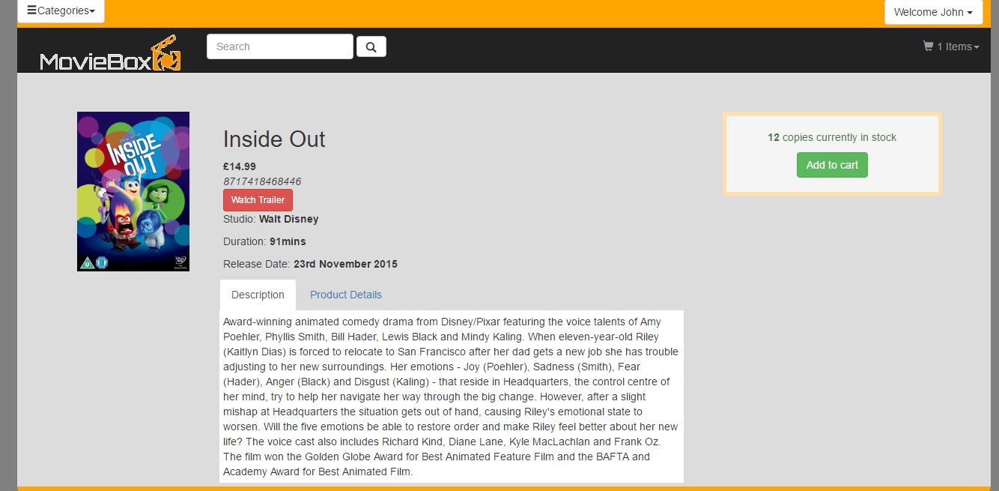 Categories
Welcome John
MovieBox
Search
1 Items
INSIDE
OUT
U
Inside Out
£14.99
8717418468446
Watch Trailer
Studio: Walt Disney
Duration: 91mins
Release Date: 23rd November 2015
12 copies currently in stock
Add to cart
Description
Product Details
Award-winning animated comedy drama from Disney/Pixar featuring the voice talents of Amy
Poehler, Phyllis Smith, Bill Hader, Lewis Black and Mindy Kaling. When eleven-year-old Riley
(Kaitlyn Dias) is forced to relocate to San Francisco after her dad gets a new job she has trouble
adjusting to her new surroundings. Her emotions - Joy (Poehler), Sadness (Smith), Fear
(Hader), Anger (Black) and Disgust (Kaling) - that reside in Headquarters, the control centre of
her mind, try to help her navigate her way through the big change. However, after a slight
mishap at Headquarters the situation gets out of hand, causing Riley's emotional state to
worsen. Will the five emotions be able to restore order and make Riley feel better about her new
life? The voice cast also includes Richard Kind, Diane Lane, Kyle MacLachlan and Frank Oz.
The film won the Golden Globe Award for Best Animated Feature Film and the BAFTA and
Academy Award for Best Animated Film.